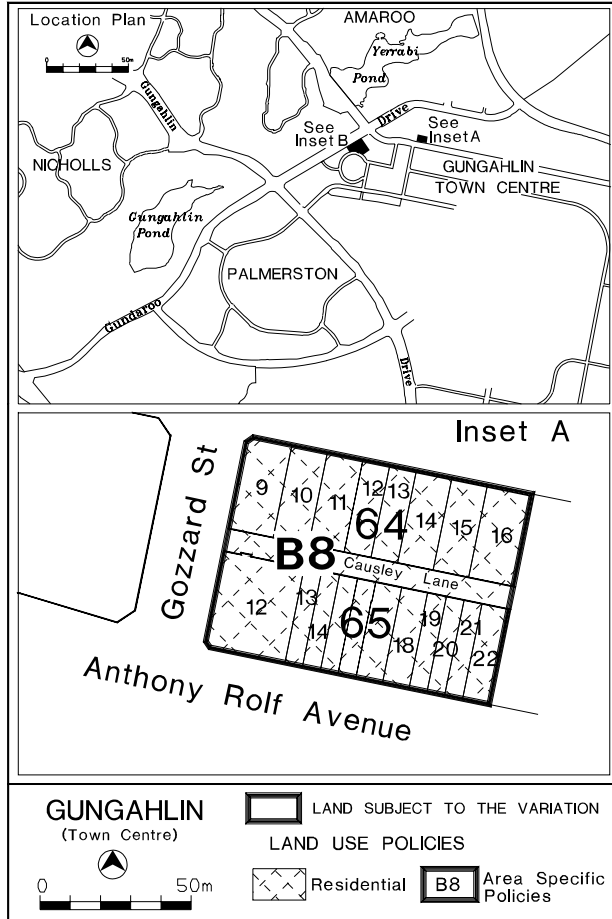 Location Plan
0
50m
AMAROO
Yerrabi
Pond
Gungahlin
Drive
See
Inset B
See
Inset A
NICHOLLS
GUNGAHLIN
TOWN CENTRE
Gungahlin
Pond
PALMERSTON
Gundaroo
Drive
Inset A
Gozzard St
9
10
11
12
13
14
15
16
64
B8
Causley Lane
12
13
14
65
18
19
20
21
22
Anthony Rolf Avenue
GUNGAHLIN
(Town Centre)
0
50m
LAND SUBJECT TO THE VARIATION
LAND USE POLICIES
Residential
B8
Area Specific
Policies